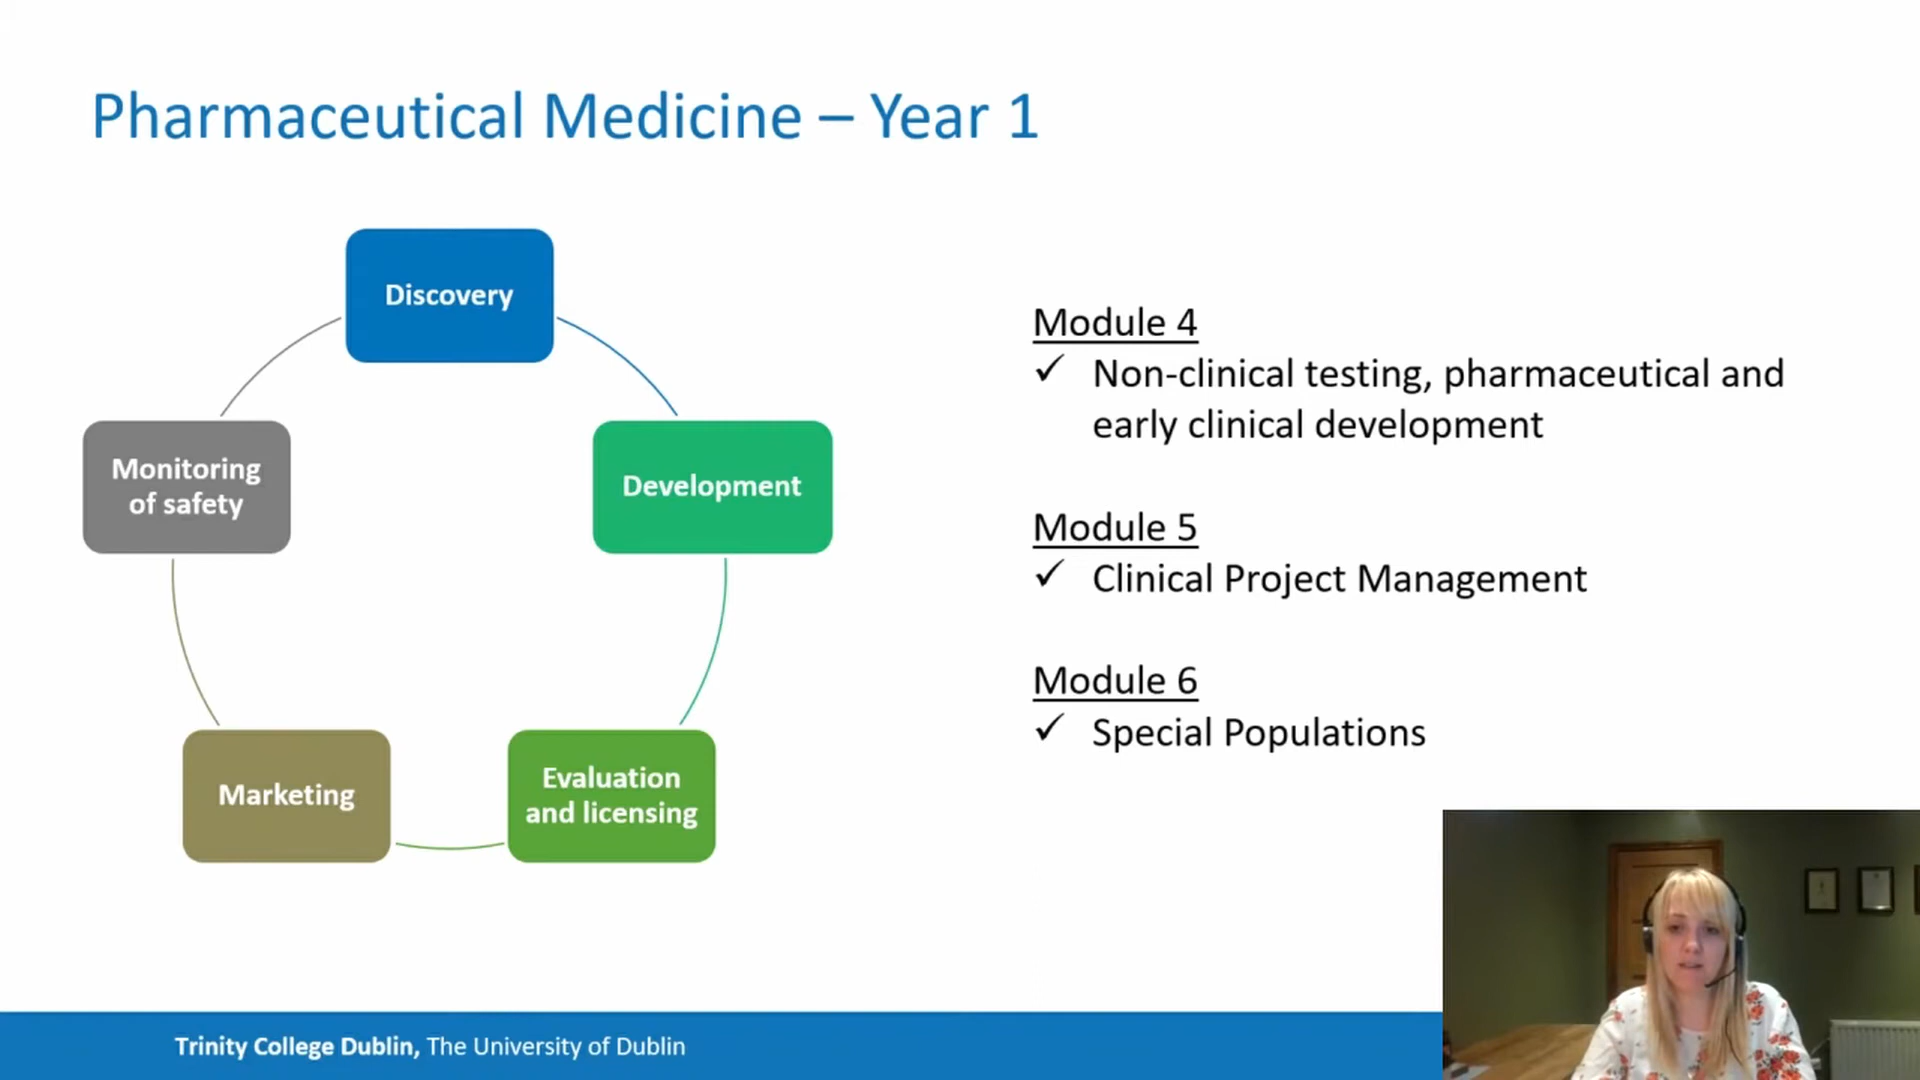 Pharmaceutical Medicine – Year 1
Discovery
Development
Evaluation
and licensing
Marketing
Monitoring
of safety
Module 4
✓ Non-clinical testing, pharmaceutical and
early clinical development
Module 5
✓ Clinical Project Management
Module 6
✓ Special Populations
Trinity College Dublin, The University of Dublin